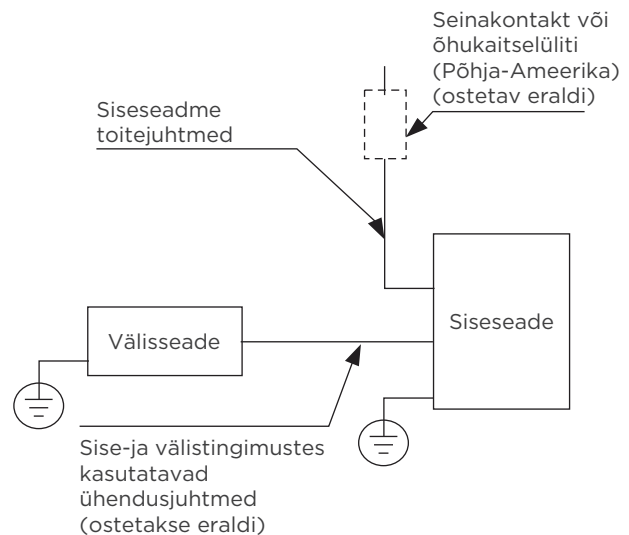 Seinakontakt või
õhukaitselüliti
(Põhja-Ameerika)
(ostetav eraldi)
Siseseadme
toitejuhtmed
Siseseade
Välisseade
Sise-ja välistingimustes
kasutatavad
ühendusjuhtmed
(ostetakse eraldi)